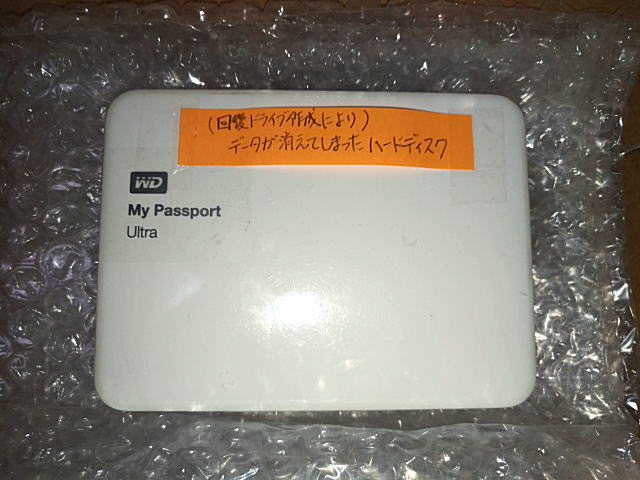 (回復ドライブ作成により)
データが消えてしまったハードディスク
WD
My Passport
Ultra